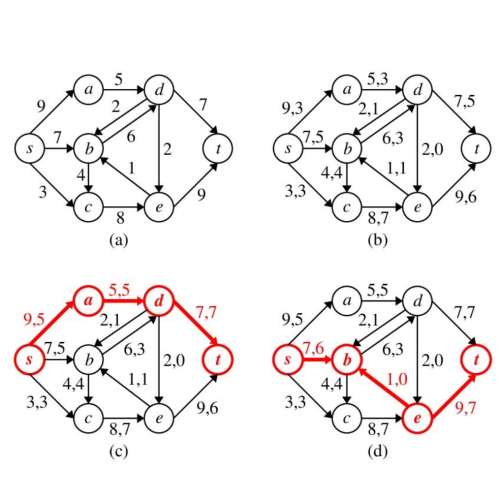 a 5 d
9 2 7
s 7 b 6 2 t
4 1
3 9
c 8 e
(a)
a 5,3 d
9,3 2,1 7,5
s 7,5 b 6,3 2,0 t
4,4 1,1
3,3 9,6
c 8,7 e
(b)
a 5,5 d
9,5 2,1 7,7
s 7,5 b 6,3 2,0 t
4,4 1,1
3,3 9,6
c 8,7 e
(c)
a 5,5 d
9,5 2,1 7,7
s 7,6 b 6,3 2,0 t
4,4 1,0
3,3 9,7
c 8,7 e
(d)